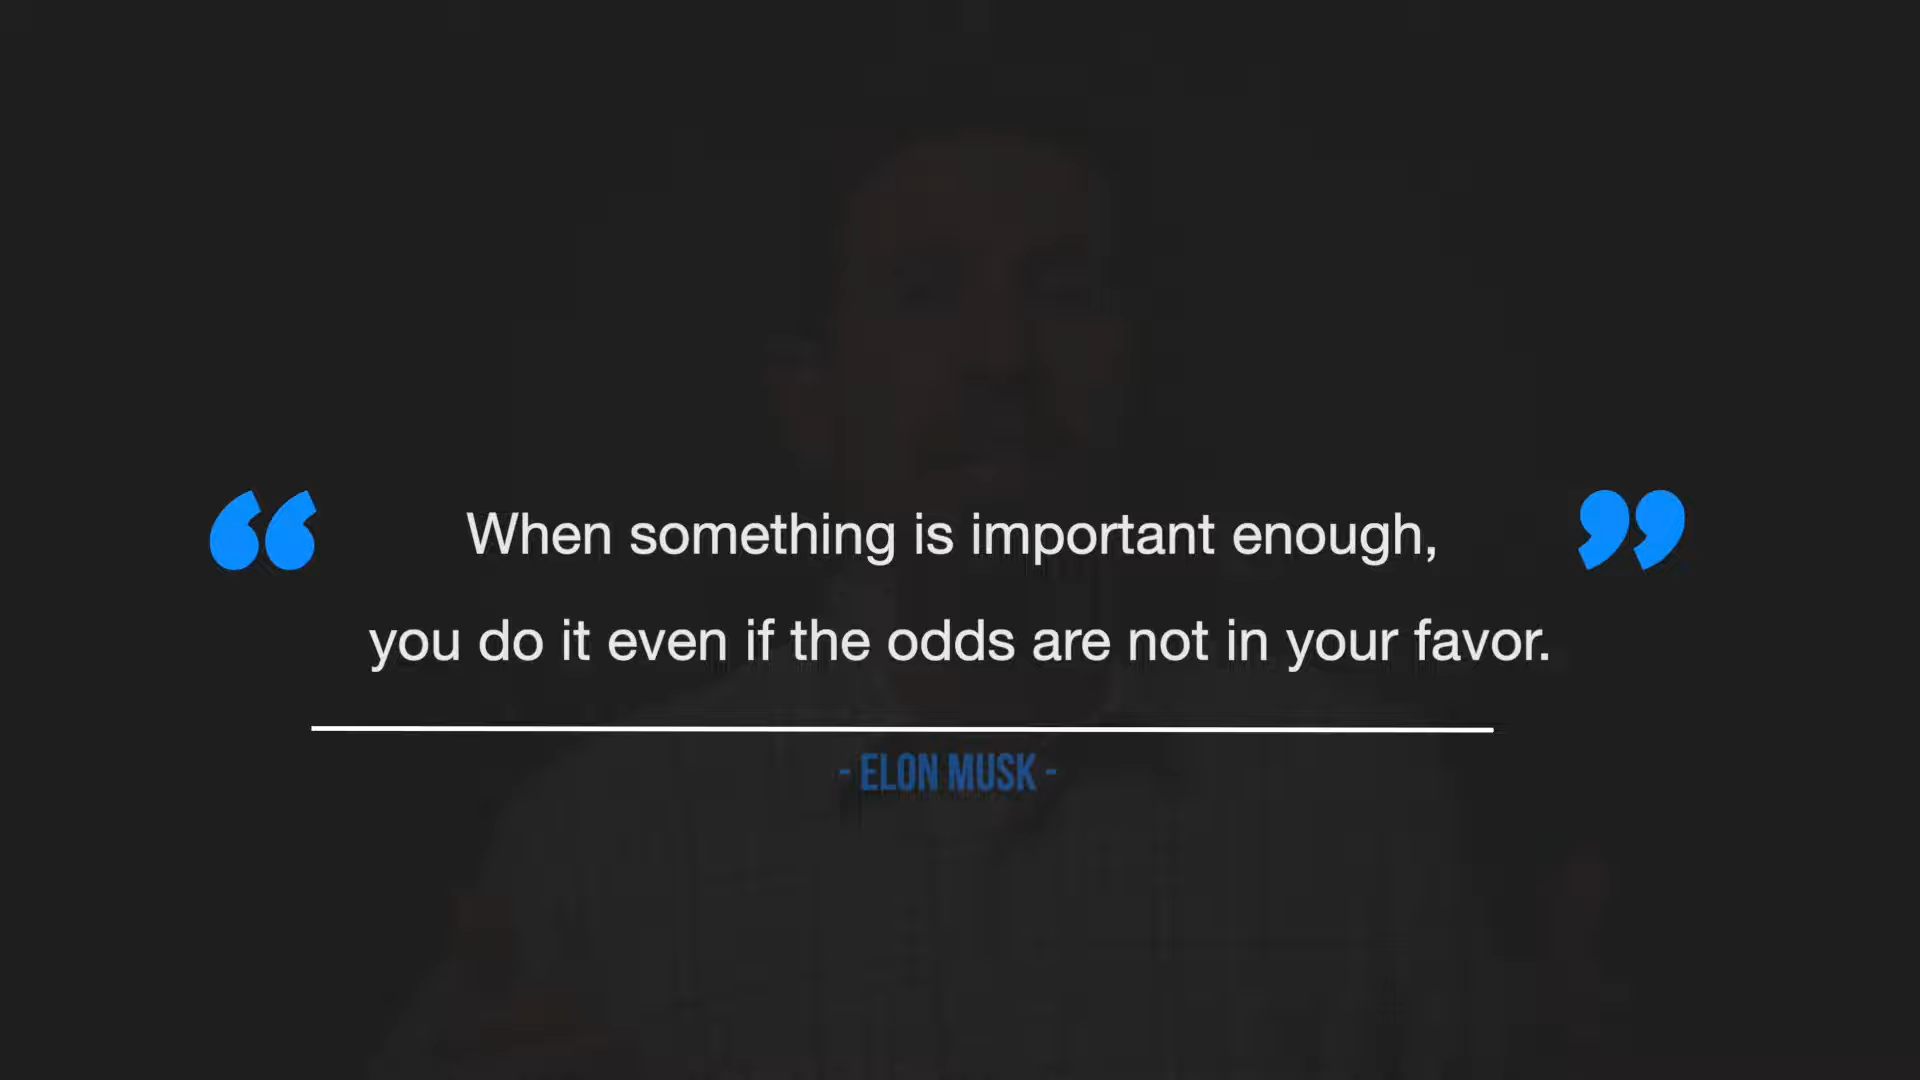 “ When something is important enough, ”
you do it even if the odds are not in your favor.
- ELON MUSK -